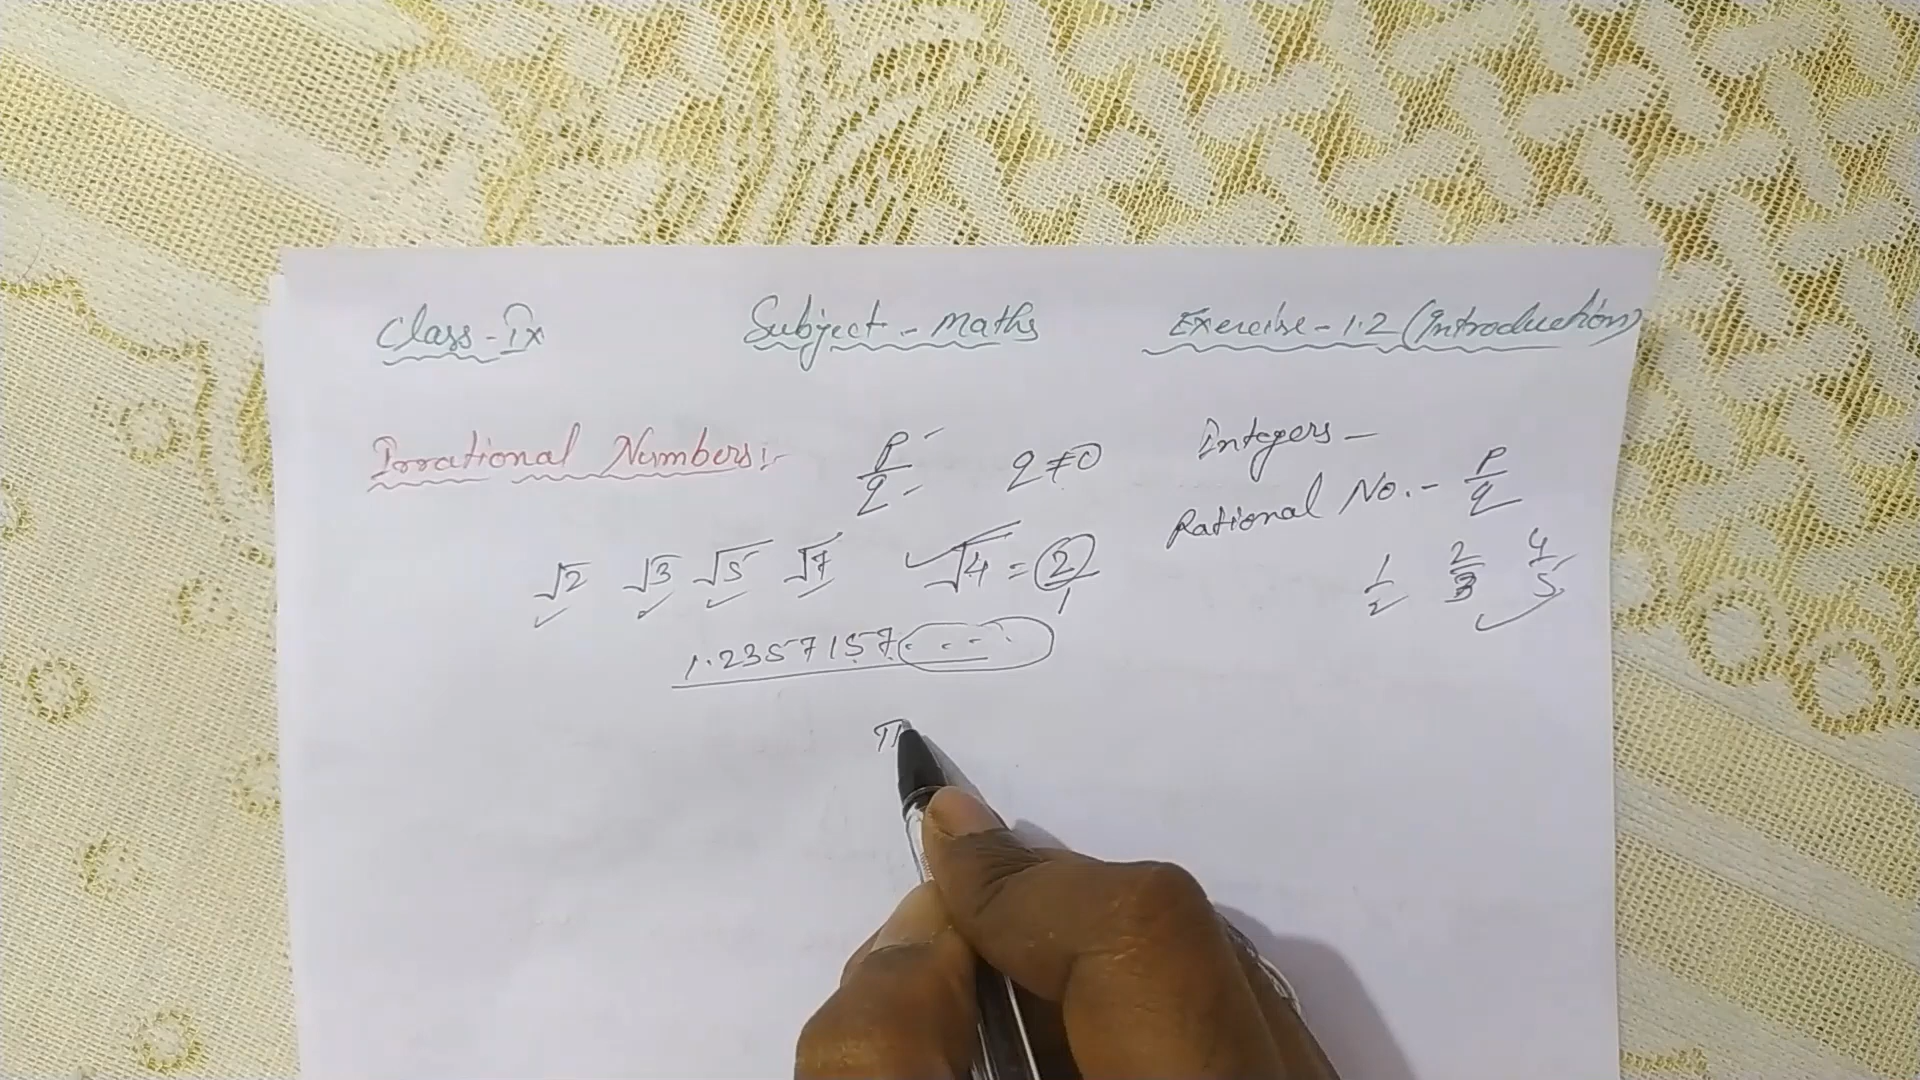 Class-IX Subject - Maths Exercise-1.2 (Introduction)
Irrational Numbers:- p/q q≠0 Integers -
Rational No. - p/q
√2 √3 √5 √7 √4 = 2/1 1/2 2/3 4/5
1.2357157.....
π